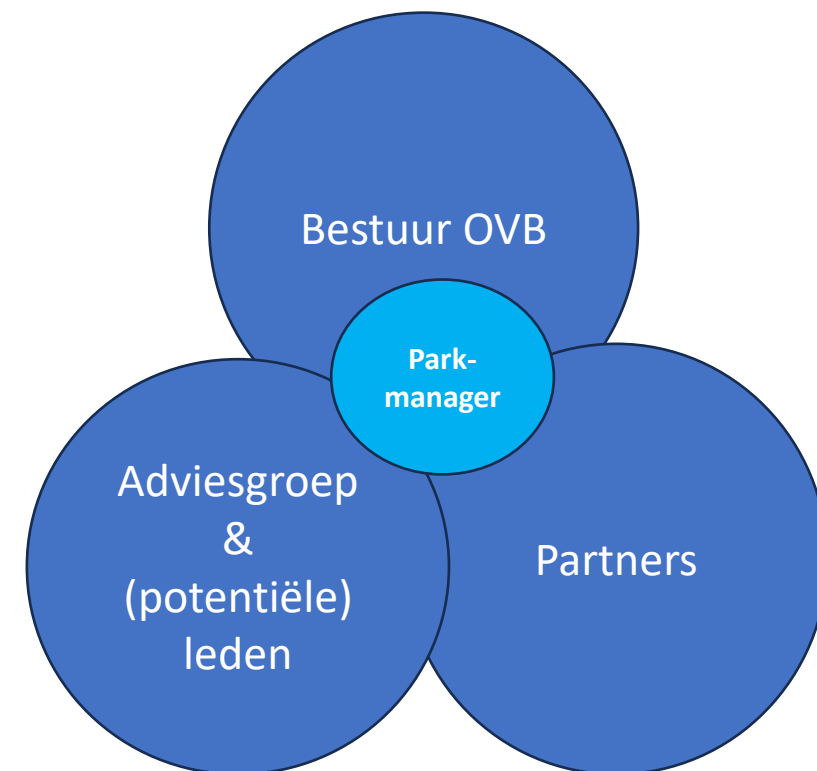 Bestuur OVB
Park-
manager
Adviesgroep
&
(potentiële)
leden
Partners